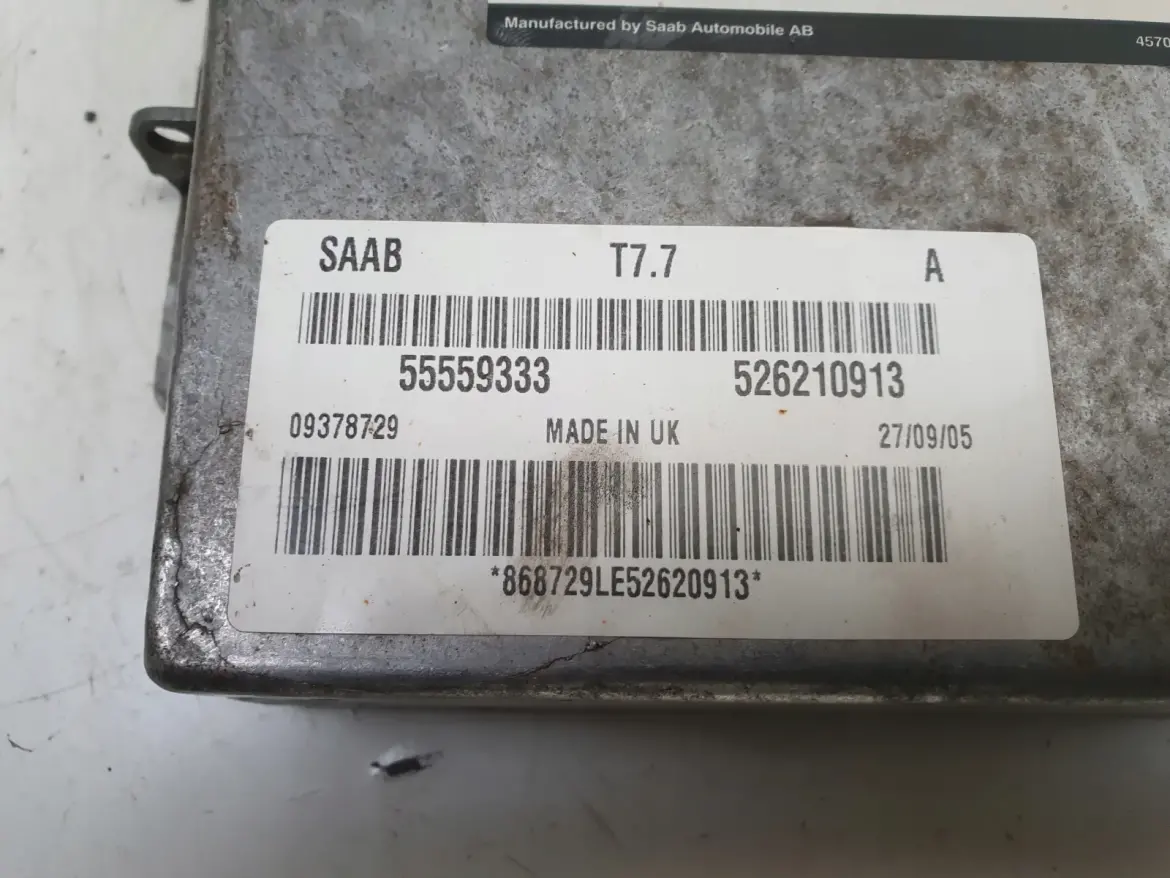 Manufactured by Saab Automobile AB
4570
SAAB T7.7 A
55559333 526210913
09378729 MADE IN UK 27/09/05
*868729LE52620913*